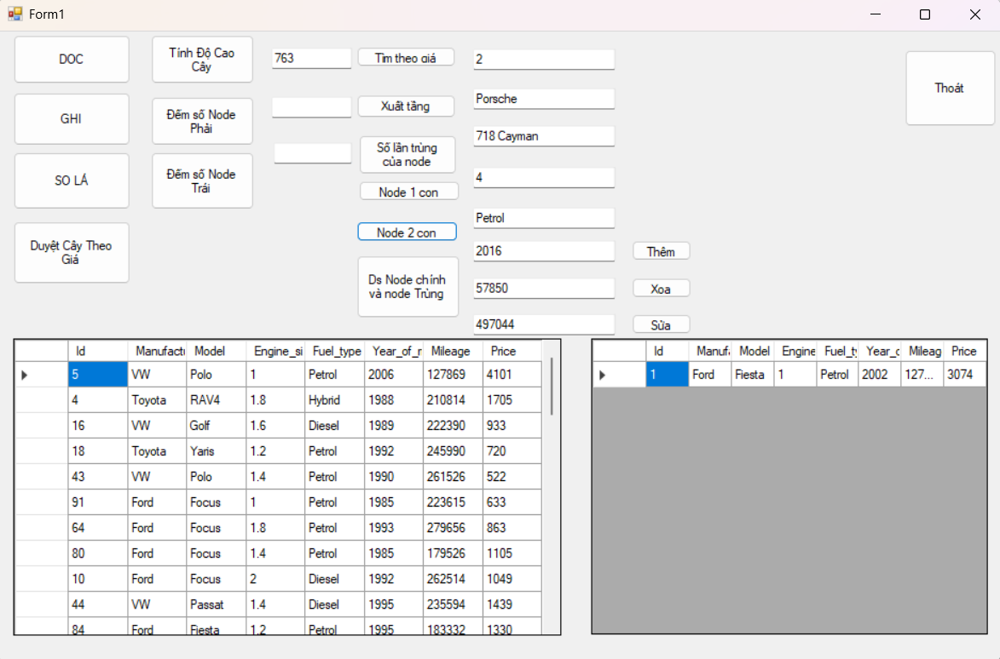 Form1
DOC
Tính Độ Cao
Cây
763
Tìm theo giá
2
Thoát
GHI
Đếm số Node
Phải
Xuất tầng
Porsche
718 Cayman
SO LÁ
Đếm số Node
Trái
Số lần trùng
của node
Node 1 con
4
Duyệt Cây Theo
Giá
Node 2 con
Petrol
2016
Thêm
Ds Node chính
và node Trùng
57850
Xoa
497044
Sửa
Id Manufactu Model Engine_si Fuel_type Year_of_r Mileage Price
5 VW Polo 1 Petrol 2006 127869 4101
4 Toyota RAV4 1.8 Hybrid 1988 210814 1705
16 VW Golf 1.6 Diesel 1989 222390 933
18 Toyota Yaris 1.2 Petrol 1992 245990 720
43 VW Polo 1.4 Petrol 1990 261526 522
91 Ford Focus 1 Petrol 1985 223615 633
64 Ford Focus 1.8 Petrol 1993 279656 863
80 Ford Focus 1.4 Petrol 1985 179526 1105
10 Ford Focus 2 Diesel 1992 262514 1049
44 VW Passat 1.4 Diesel 1995 235594 1439
84 Ford Fiesta 1.2 Petrol 1995 183332 1330
Id Manufa Model Engine Fuel_ty Year_o Mileag Price
1 Ford Fiesta 1 Petrol 2002 127... 3074